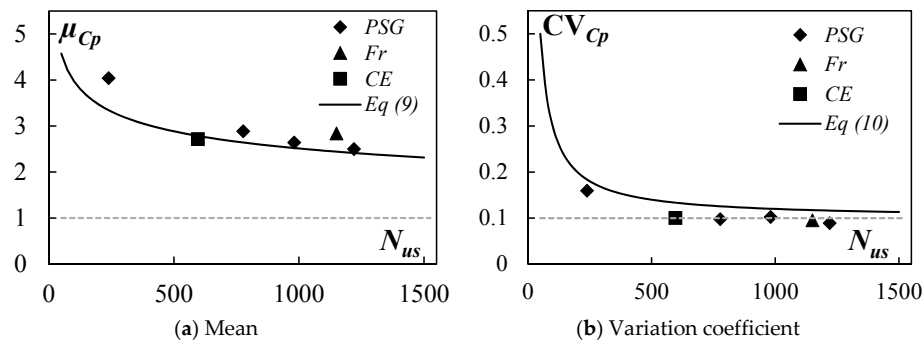 μCp
5
4
3
2
1
0
PSG
Fr
CE
Eq (9)
Nus
0 500 1000 1500
(a) Mean
CVCp
0.5
0.4
0.3
0.2
0.1
0
PSG
Fr
CE
Eq (10)
Nus
0 500 1000 1500
(b) Variation coefficient